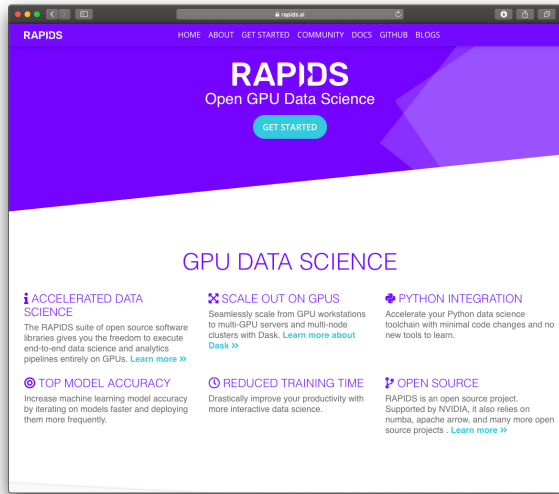 rapids.ai
RAPIDS
HOME ABOUT GET STARTED COMMUNITY DOCS GITHUB BLOGS
RAPIDS
Open GPU Data Science
GET STARTED
GPU DATA SCIENCE
ACCELERATED DATA
SCIENCE
The RAPIDS suite of open source software
libraries gives you the freedom to execute
end-to-end data science and analytics
pipelines entirely on GPUs. Learn more »
SCALE OUT ON GPUS
Seamlessly scale from GPU workstations
to multi-GPU servers and multi-node
clusters with Dask. Learn more about
Dask »
PYTHON INTEGRATION
Accelerate your Python data science
toolchain with minimal code changes and no
new tools to learn.
TOP MODEL ACCURACY
Increase machine learning model accuracy
by iterating on models faster and deploying
them more frequently.
REDUCED TRAINING TIME
Drastically improve your productivity with
more interactive data science.
OPEN SOURCE
RAPIDS is an open source project.
Supported by NVIDIA, it also relies on
numba, apache arrow, and many more open
source projects . Learn more »